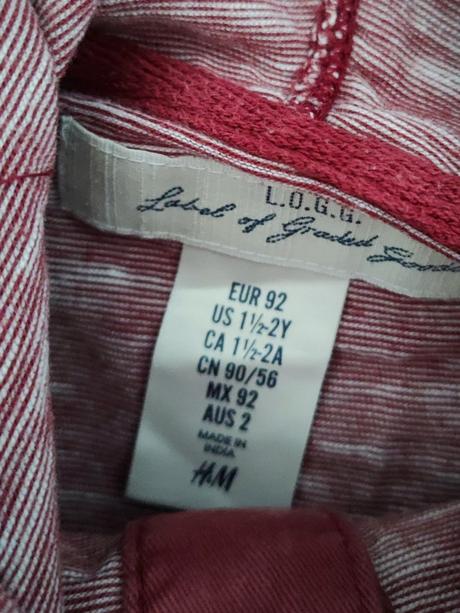 L.O.G.G.
Label of Graded Goods
EUR 92
US 1½-2Y
CA 1½-2A
CN 90/56
MX 92
AUS 2
MADE IN
INDIA
H&M